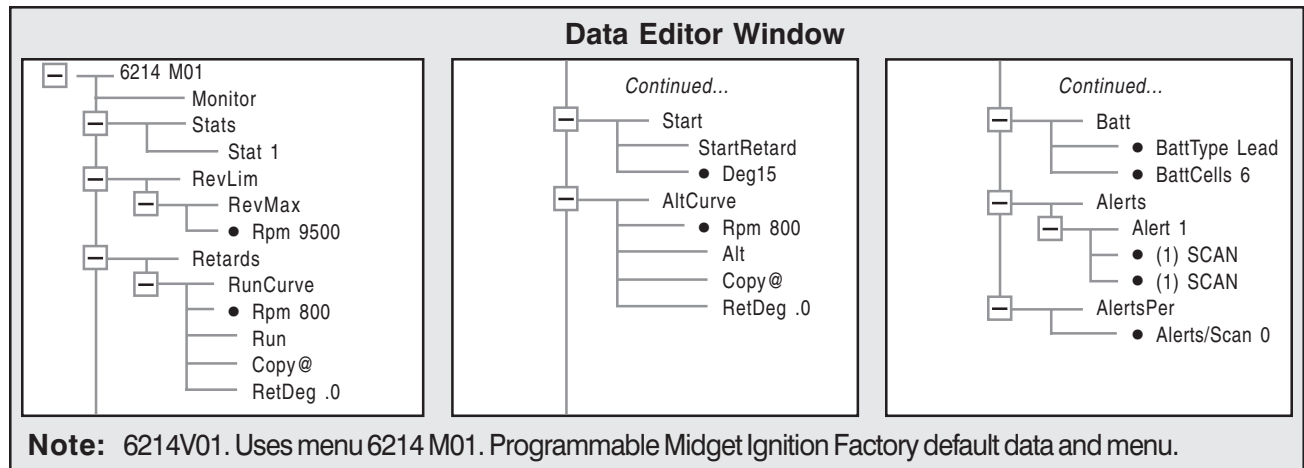 Data Editor Window
6214 M01
Monitor
Stats
Stat 1
RevLim
RevMax
● Rpm 9500
Retards
RunCurve
● Rpm 800
Run
Copy@
RetDeg .0
Continued...
Start
StartRetard
● Deg15
AltCurve
● Rpm 800
Alt
Copy@
RetDeg .0
Continued...
Batt
● BattType Lead
● BattCells 6
Alerts
Alert 1
● (1) SCAN
● (1) SCAN
AlertsPer
● Alerts/Scan 0
Note: 6214V01. Uses menu 6214 M01. Programmable Midget Ignition Factory default data and menu.